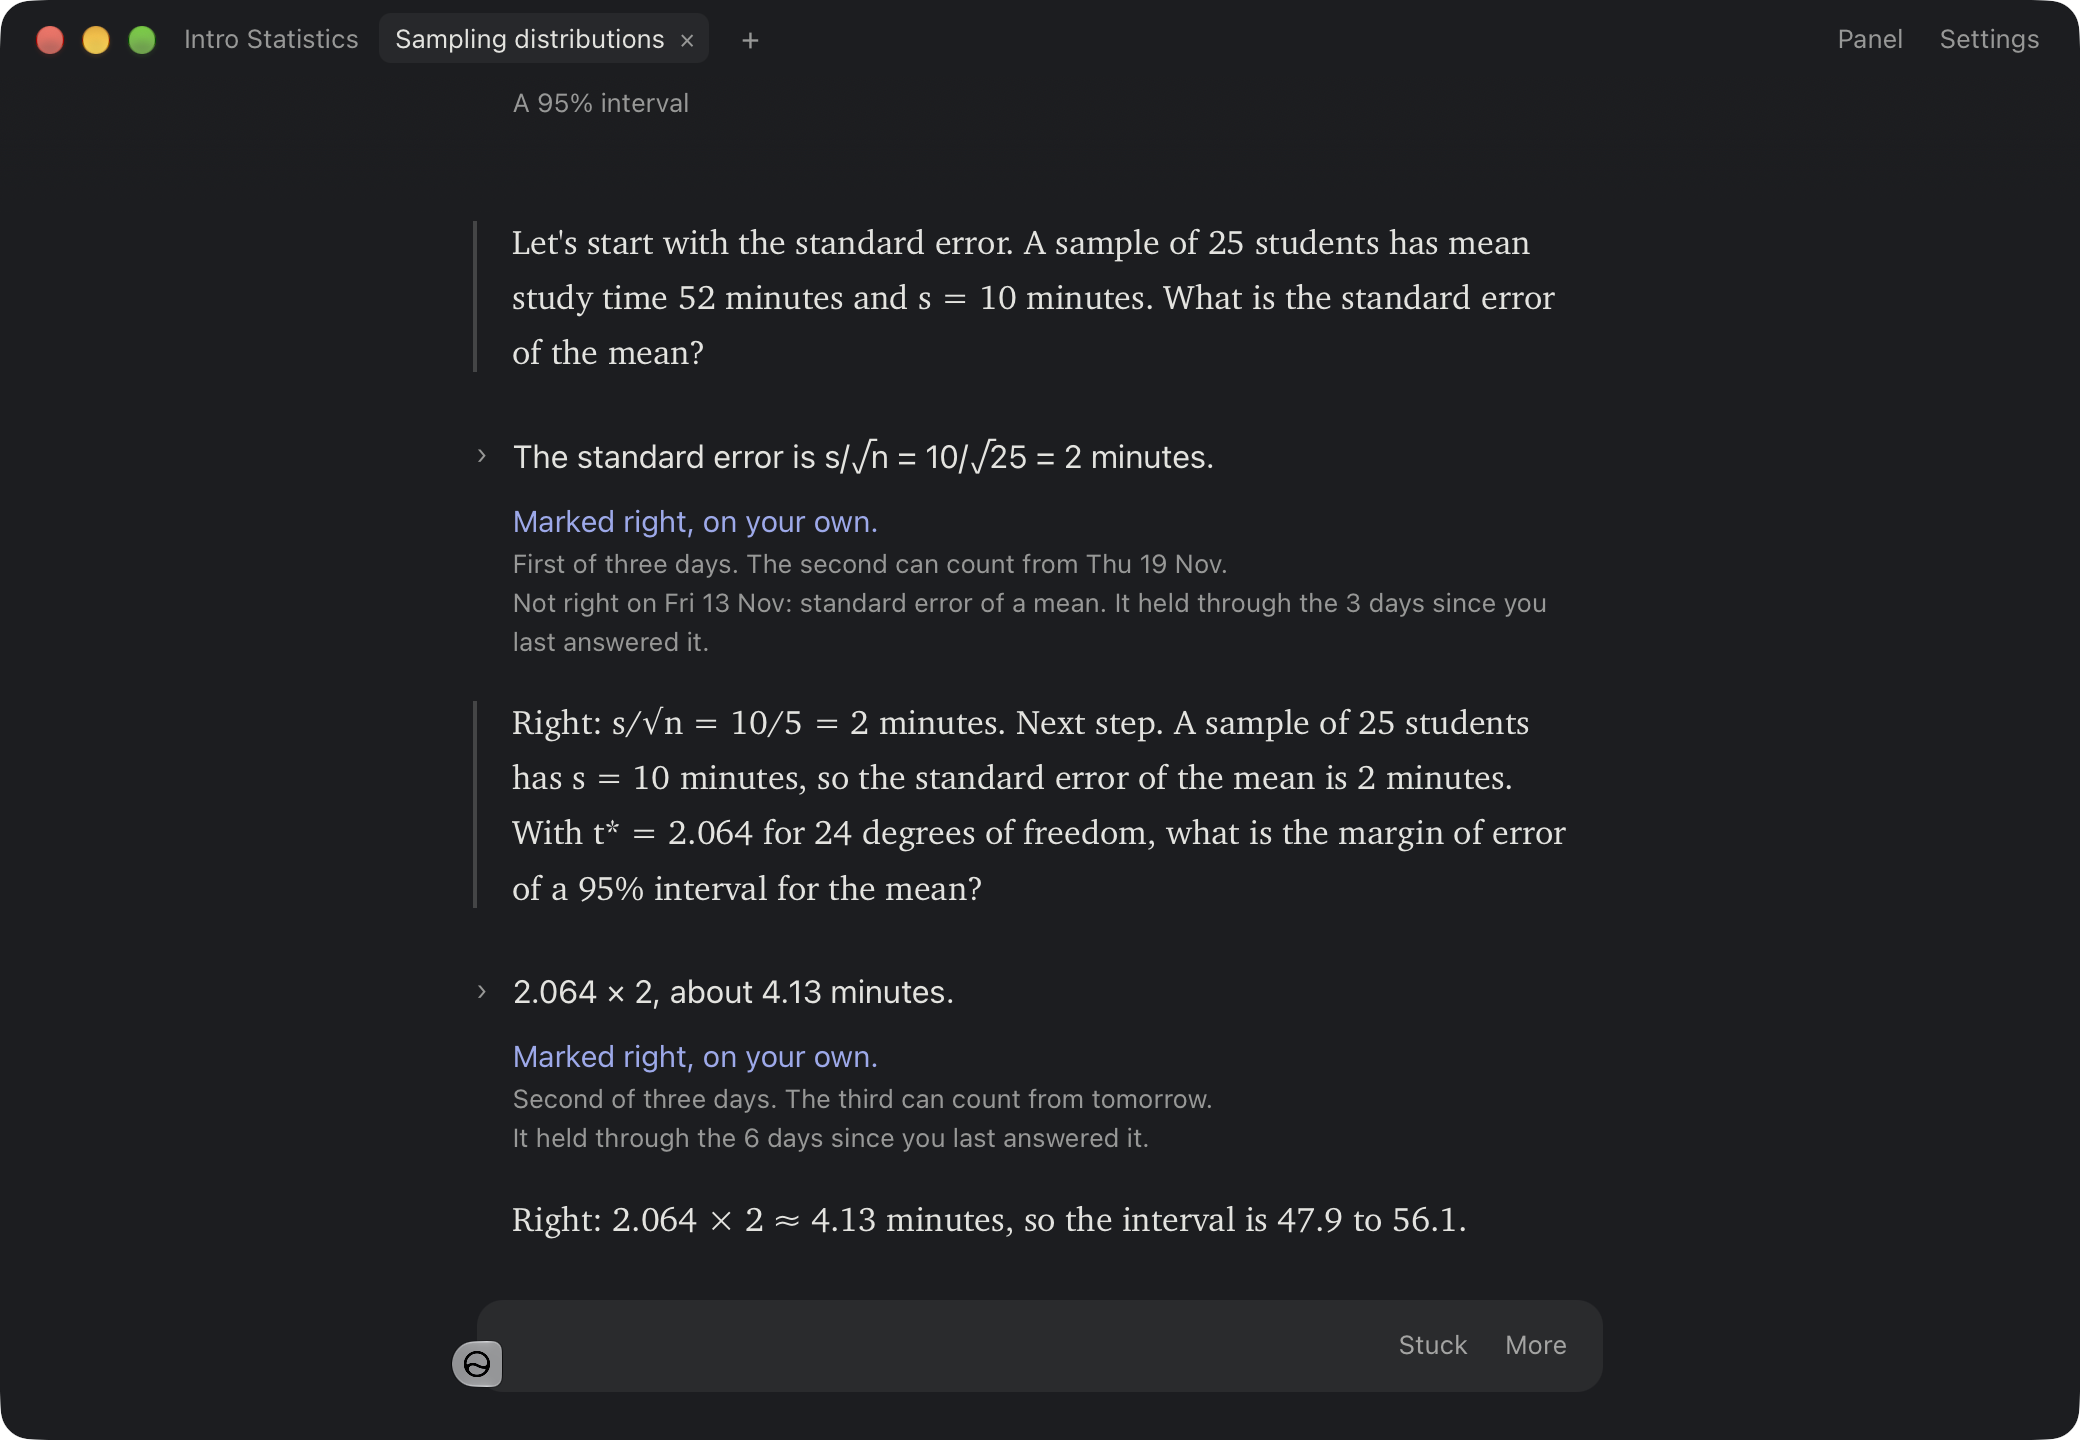 Intro Statistics
Sampling distributions ×
+
Panel
Settings
A 95% interval
Let's start with the standard error. A sample of 25 students has mean
study time 52 minutes and s = 10 minutes. What is the standard error
of the mean?
› The standard error is s/√n = 10/√25 = 2 minutes.
Marked right, on your own.
First of three days. The second can count from Thu 19 Nov.
Not right on Fri 13 Nov: standard error of a mean. It held through the 3 days since you
last answered it.
Right: s/√n = 10/5 = 2 minutes. Next step. A sample of 25 students
has s = 10 minutes, so the standard error of the mean is 2 minutes.
With t* = 2.064 for 24 degrees of freedom, what is the margin of error
of a 95% interval for the mean?
› 2.064 × 2, about 4.13 minutes.
Marked right, on your own.
Second of three days. The third can count from tomorrow.
It held through the 6 days since you last answered it.
Right: 2.064 × 2 ≈ 4.13 minutes, so the interval is 47.9 to 56.1.
Stuck
More